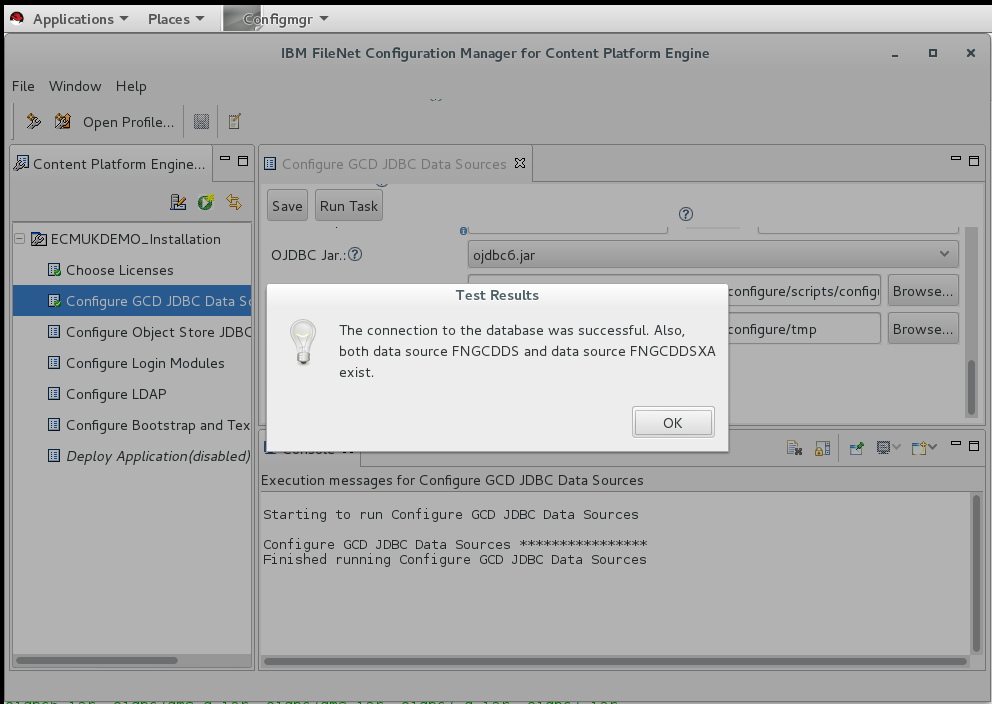 Applications Places Configmgr
IBM FileNet Configuration Manager for Content Platform Engine
File Window Help
Open Profile...
Content Platform Engine...
Configure GCD JDBC Data Sources
Save Run Task
ECMUKDEMO_Installation
Choose Licenses
Configure GCD JDBC Data So
Configure Object Store JDBC
Configure Login Modules
Configure LDAP
Configure Bootstrap and Tex
Deploy Application(disabled)
OJDBC Jar.: ojdbc6.jar
configure/scripts/configu Browse...
configure/tmp Browse...
Test Results
The connection to the database was successful. Also,
both data source FNGCDDS and data source FNGCDDSXA
exist.
OK
Console
Execution messages for Configure GCD JDBC Data Sources
Starting to run Configure GCD JDBC Data Sources
Configure GCD JDBC Data Sources ****************
Finished running Configure GCD JDBC Data Sources